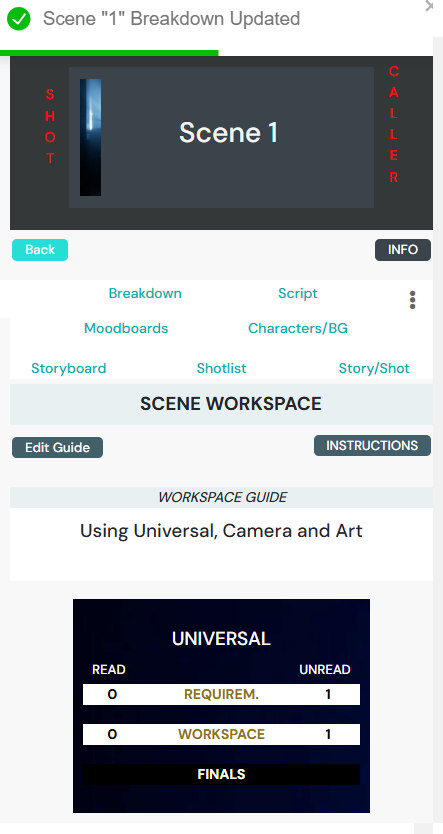 Scene "1" Breakdown Updated
SHOT
Scene 1
CALLER
Back
INFO
Breakdown
Script
Moodboards
Characters/BG
Storyboard
Shotlist
Story/Shot
SCENE WORKSPACE
Edit Guide
INSTRUCTIONS
WORKSPACE GUIDE
Using Universal, Camera and Art
UNIVERSAL
READ UNREAD
0 REQUIREM. 1
0 WORKSPACE 1
FINALS